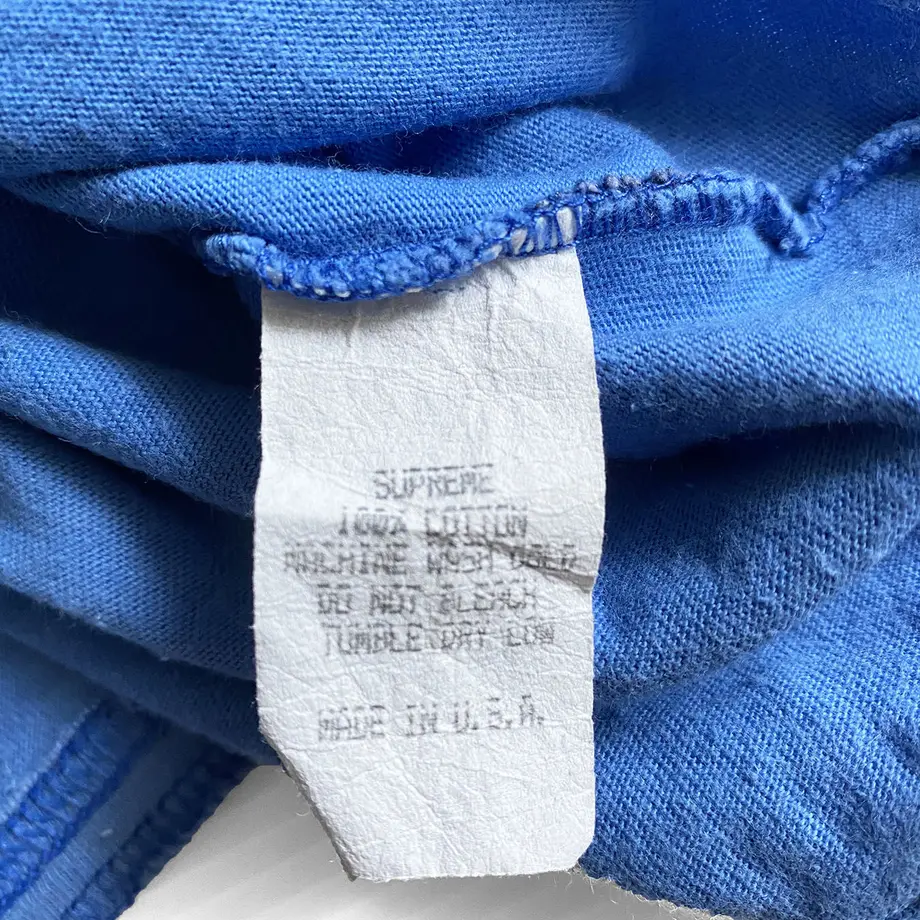 SUPREME
100% COTTON
MACHINE WASH COLD
DO NOT BLEACH
TUMBLE DRY LOW
MADE IN U.S.A.